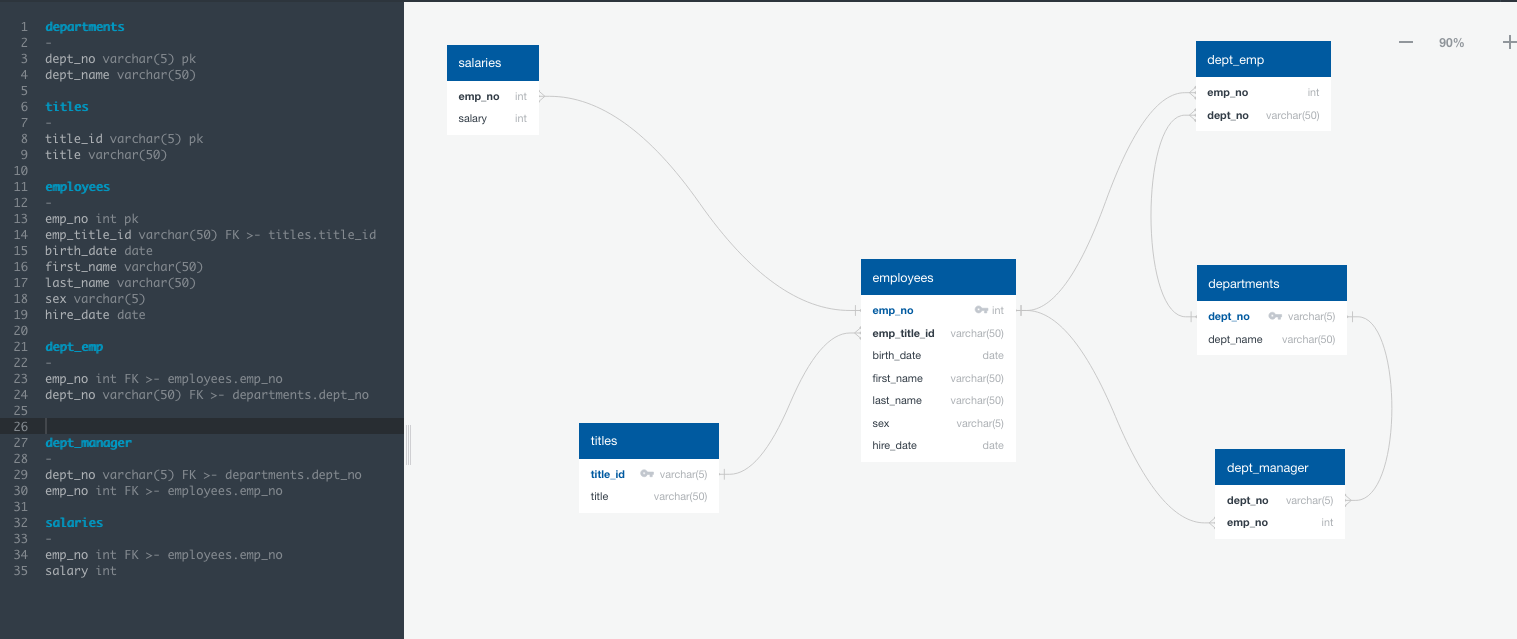 1 departments
2 -
3 dept_no varchar(5) pk
4 dept_name varchar(50)
5
6 titles
7 -
8 title_id varchar(5) pk
9 title varchar(50)
10
11 employees
12 -
13 emp_no int pk
14 emp_title_id varchar(50) FK >- titles.title_id
15 birth_date date
16 first_name varchar(50)
17 last_name varchar(50)
18 sex varchar(5)
19 hire_date date
20
21 dept_emp
22 -
23 emp_no int FK >- employees.emp_no
24 dept_no varchar(50) FK >- departments.dept_no
25
26
27 dept_manager
28 -
29 dept_no varchar(5) FK >- departments.dept_no
30 emp_no int FK >- employees.emp_no
31
32 salaries
33 -
34 emp_no int FK >- employees.emp_no
35 salary int
salaries
emp_no int
salary int
titles
title_id varchar(5)
title varchar(50)
employees
emp_no int
emp_title_id varchar(50)
birth_date date
first_name varchar(50)
last_name varchar(50)
sex varchar(5)
hire_date date
dept_emp
emp_no int
dept_no varchar(50)
departments
dept_no varchar(5)
dept_name varchar(50)
dept_manager
dept_no varchar(5)
emp_no int
— 90% +